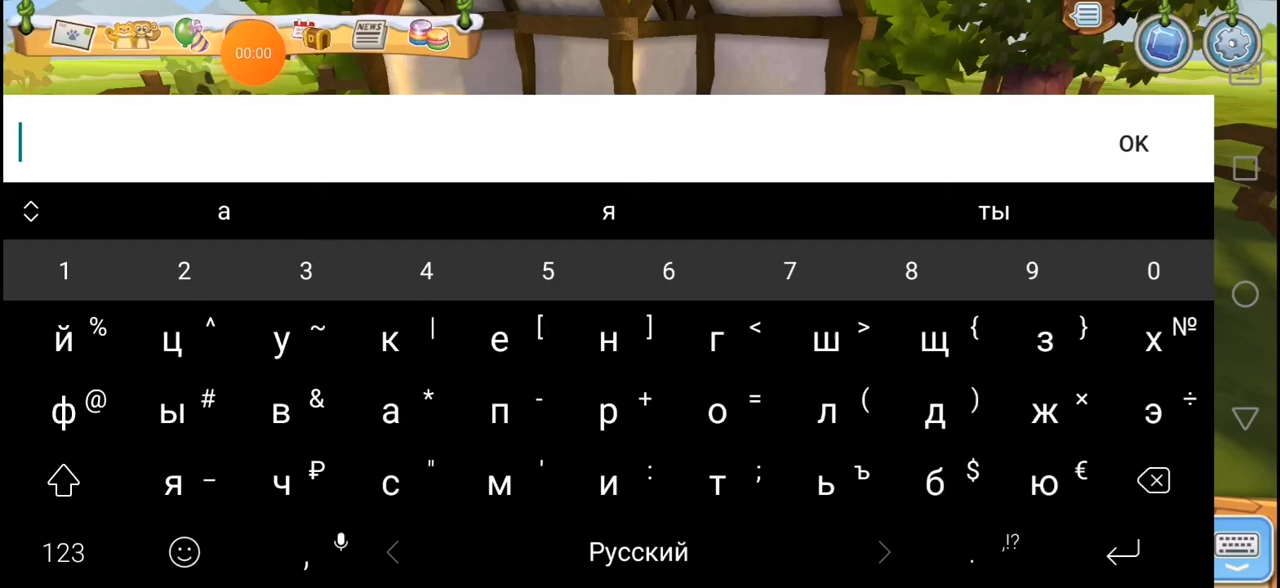 NEWS
00:00
OK
а я ты
1 2 3 4 5 6 7 8 9 0
й % ц ^ у ~ к | е [ н ] г < ш > щ { з } х №
ф @ ы # в & а * п - р + о = л ( д ) ж × э ÷
я _ ч ₽ с " м ' и : т ; ь ъ б $ ю €
123 , < Русский > . ,!?